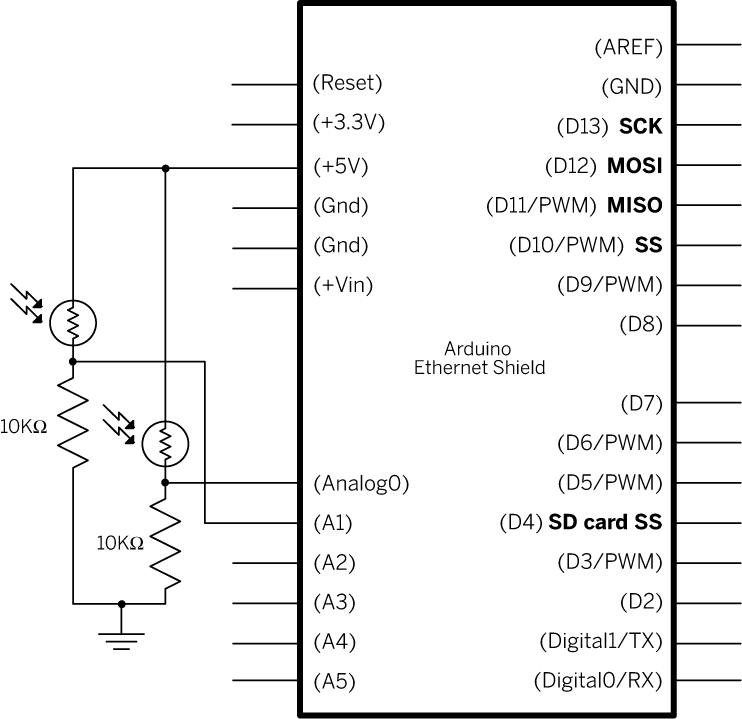 (AREF)
(Reset)
(GND)
(+3.3V)
(D13) SCK
(+5V)
(D12) MOSI
(Gnd)
(D11/PWM) MISO
(Gnd)
(D10/PWM) SS
(+Vin)
(D9/PWM)
(D8)
Arduino
Ethernet Shield
(D7)
10KΩ
(D6/PWM)
(Analog0)
(D5/PWM)
(A1)
(D4) SD card SS
10KΩ
(A2)
(D3/PWM)
(A3)
(D2)
(A4)
(Digital1/TX)
(A5)
(Digital0/RX)